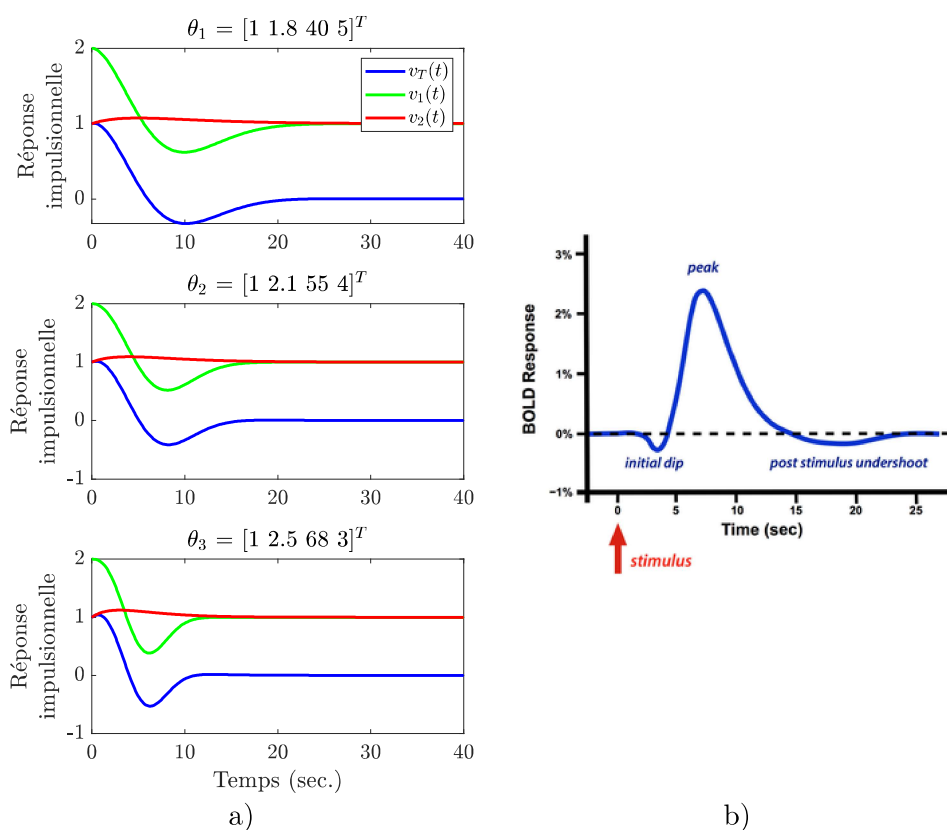 θ₁ = [1 1.8 40 5]ᵀ
2
1
0
Réponse
impulsionnelle
v_T(t)
v₁(t)
v₂(t)
0 10 20 30 40
θ₂ = [1 2.1 55 4]ᵀ
2
1
0
-1
Réponse
impulsionnelle
0 10 20 30 40
θ₃ = [1 2.5 68 3]ᵀ
2
1
0
-1
Réponse
impulsionnelle
0 10 20 30 40
Temps (sec.)
a)
3%
2%
1%
0%
−1%
BOLD Response
peak
initial dip
post stimulus undershoot
0 5 10 15 20 25
Time (sec)
stimulus
b)